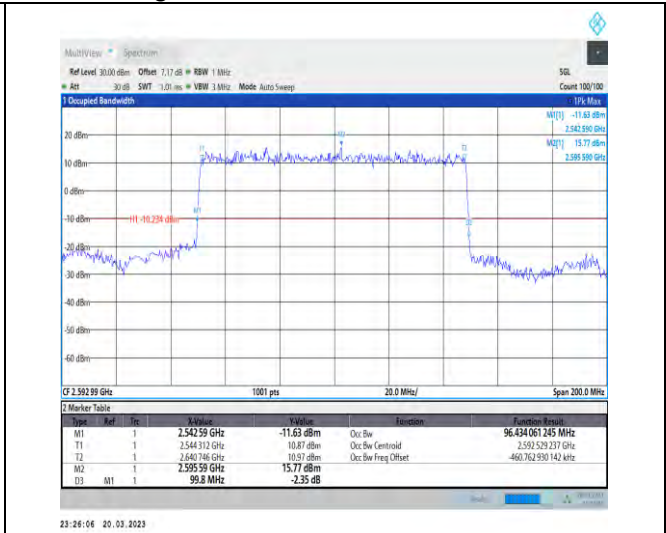 MultiView Spectrum
Ref Level 30.00 dBm Offset 7.17 dB RBW 1 MHz SGL
Att 30 dB SWT 1.01 ms VBW 3 MHz Mode Auto Sweep Count 100/100
1 Occupied Bandwidth 1Pk Max
M1[1] -11.63 dBm
2.542 590 GHz
M2[1] 15.77 dBm
2.595 590 GHz
20 dBm
T1 M2 T2
10 dBm
0 dBm
M1
-10 dBm H1 -10.234 dBm
D3
-20 dBm
-30 dBm
-40 dBm
-50 dBm
-60 dBm
CF 2.592 99 GHz 1001 pts 20.0 MHz/ Span 200.0 MHz
2 Marker Table
Type Ref Trc X-Value Y-Value Function Function Result
M1 1 2.542 59 GHz -11.63 dBm Occ Bw 96.434 061 245 MHz
T1 1 2.544 312 GHz 10.87 dBm Occ Bw Centroid 2.592 529 237 GHz
T2 1 2.640 746 GHz 10.97 dBm Occ Bw Freq Offset -460.762 930 142 kHz
M2 1 2.595 59 GHz 15.77 dBm
D3 M1 1 99.8 MHz -2.35 dB
23:26:06 20.03.2023